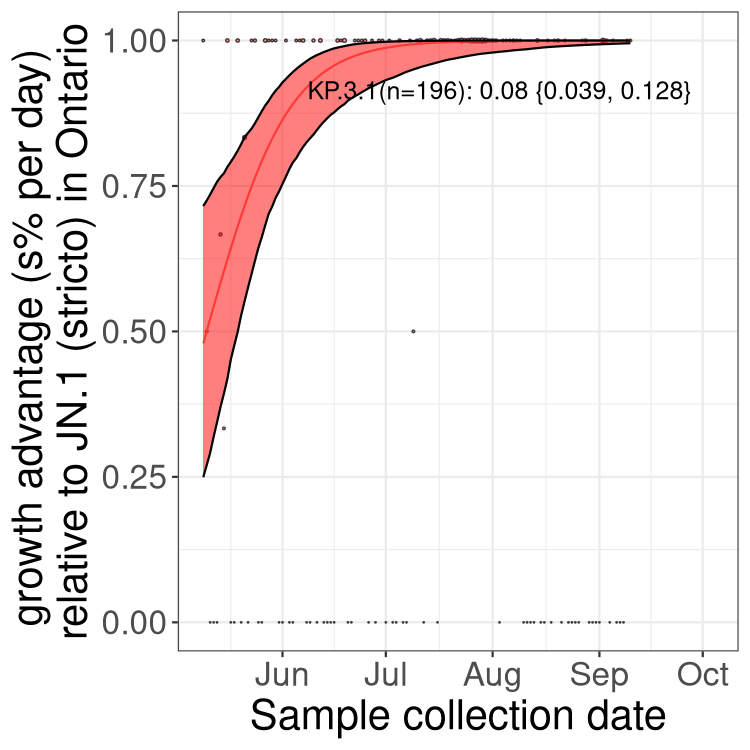 growth advantage (s% per day)
relative to JN.1 (stricto) in Ontario
1.00
0.75
0.50
0.25
0.00
KP.3.1(n=196): 0.08 {0.039, 0.128}
Jun Jul Aug Sep Oct
Sample collection date